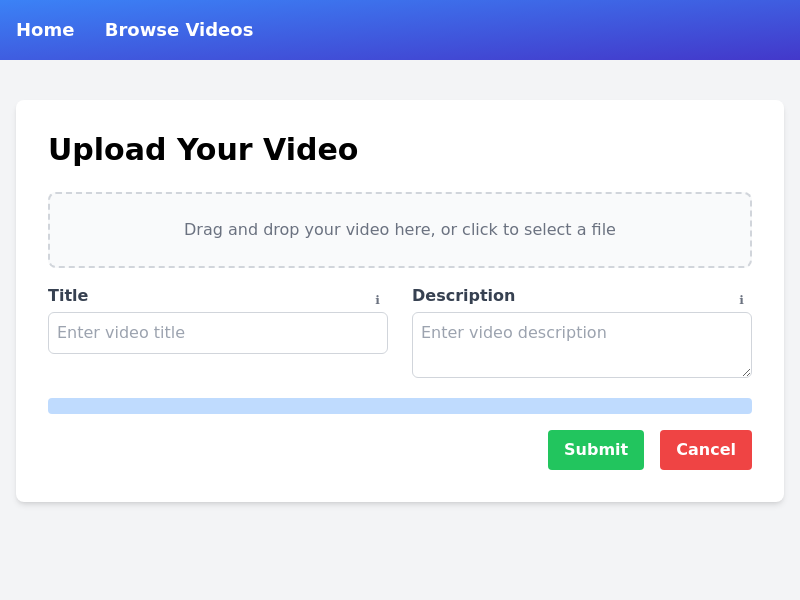 Home Browse Videos
Upload Your Video
Drag and drop your video here, or click to select a file
Title ℹ Description ℹ
Enter video title Enter video description
Submit Cancel